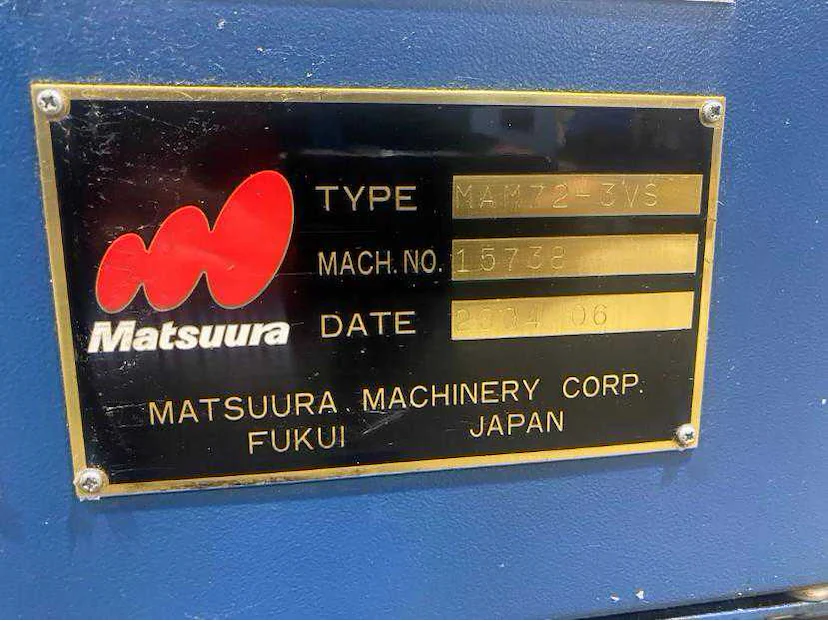 TYPE MAM72-3VS
MACH. NO. 15738
DATE 2004 06
Matsuura
MATSUURA MACHINERY CORP.
FUKUI JAPAN